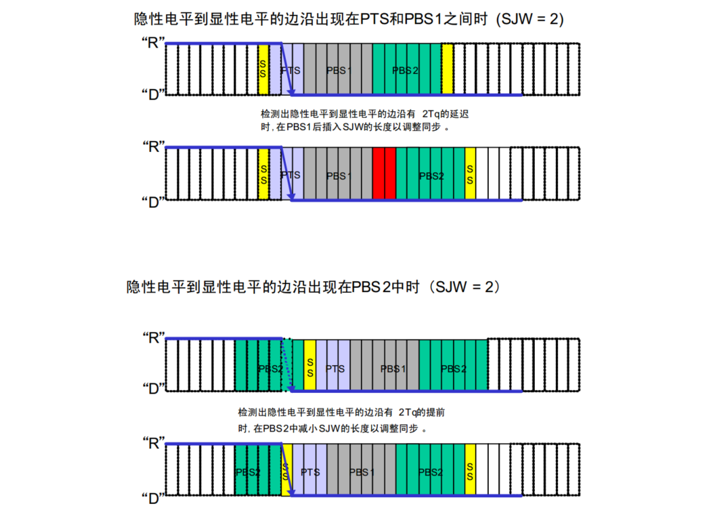 隐性电平到显性电平的边沿出现在PTS和PBS1之间时 (SJW = 2)
“R”
SS PTS PBS1 PBS2
“D”
检测出隐性电平到显性电平的边沿有 2Tq的延迟
时, 在PBS1后插入SJW的长度以调整同步 。
“R”
SS PTS PBS1 PBS2 SS
“D”
隐性电平到显性电平的边沿出现在PBS2中时（SJW = 2）
“R”
PBS2 SS PTS PBS1 PBS2
“D”
检测出隐性电平到显性电平的边沿有 2Tq的提前
时, 在PBS2中减小SJW的长度以调整同步 。
“R”
PBS2 SS PTS PBS1 PBS2 SS
“D”